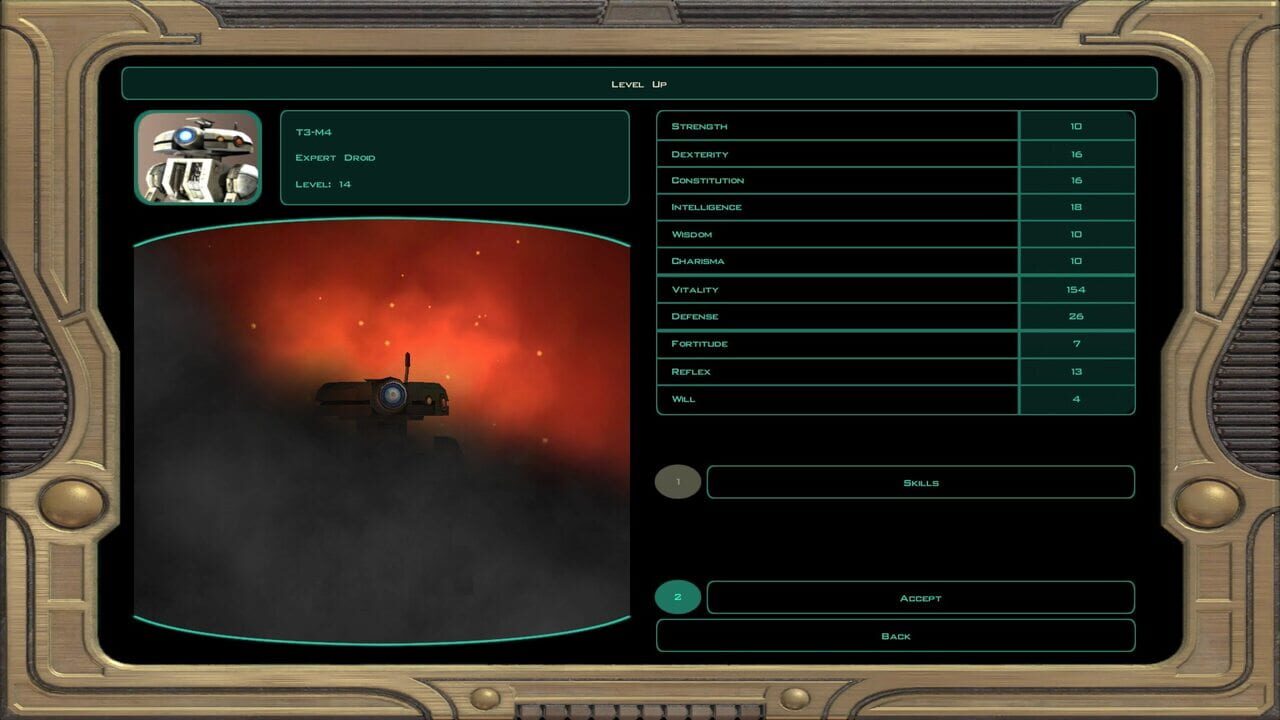 Level Up
T3-M4
Expert Droid
Level: 14
Strength 10
Dexterity 16
Constitution 16
Intelligence 18
Wisdom 10
Charisma 10
Vitality 154
Defense 26
Fortitude 7
Reflex 13
Will 4
1 Skills
2 Accept
Back